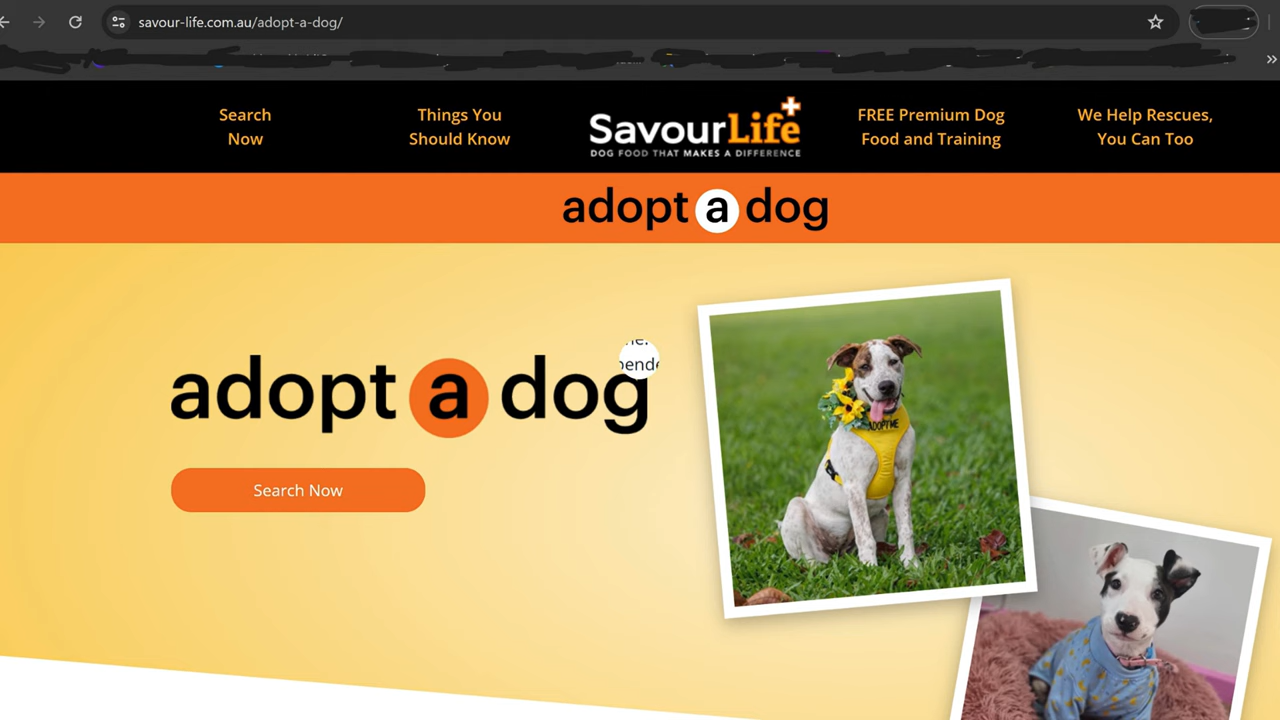 savour-life.com.au/adopt-a-dog/
Search
Now
Things You
Should Know
SavourLife
DOG FOOD THAT MAKES A DIFFERENCE
FREE Premium Dog
Food and Training
We Help Rescues,
You Can Too
adopt a dog
adopt a dog
Search Now
ADOPT ME